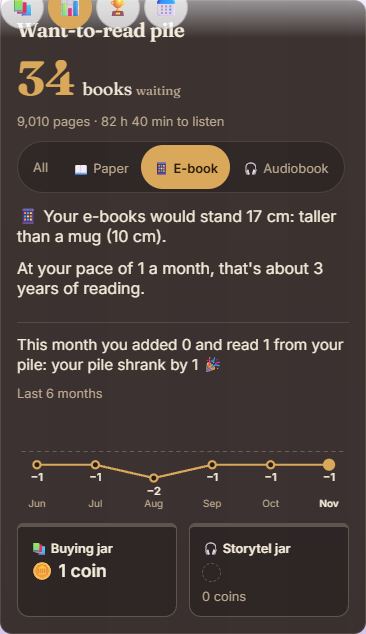 Want-to-read pile
34 books waiting
9,010 pages · 82 h 40 min to listen
All Paper E-book Audiobook
Your e-books would stand 17 cm: taller
than a mug (10 cm).
At your pace of 1 a month, that's about 3
years of reading.
This month you added 0 and read 1 from your
pile: your pile shrank by 1
Last 6 months
−1 −1 −2 −1 −1 −1
Jun Jul Aug Sep Oct Nov
Buying jar
1 coin
Storytel jar
0 coins